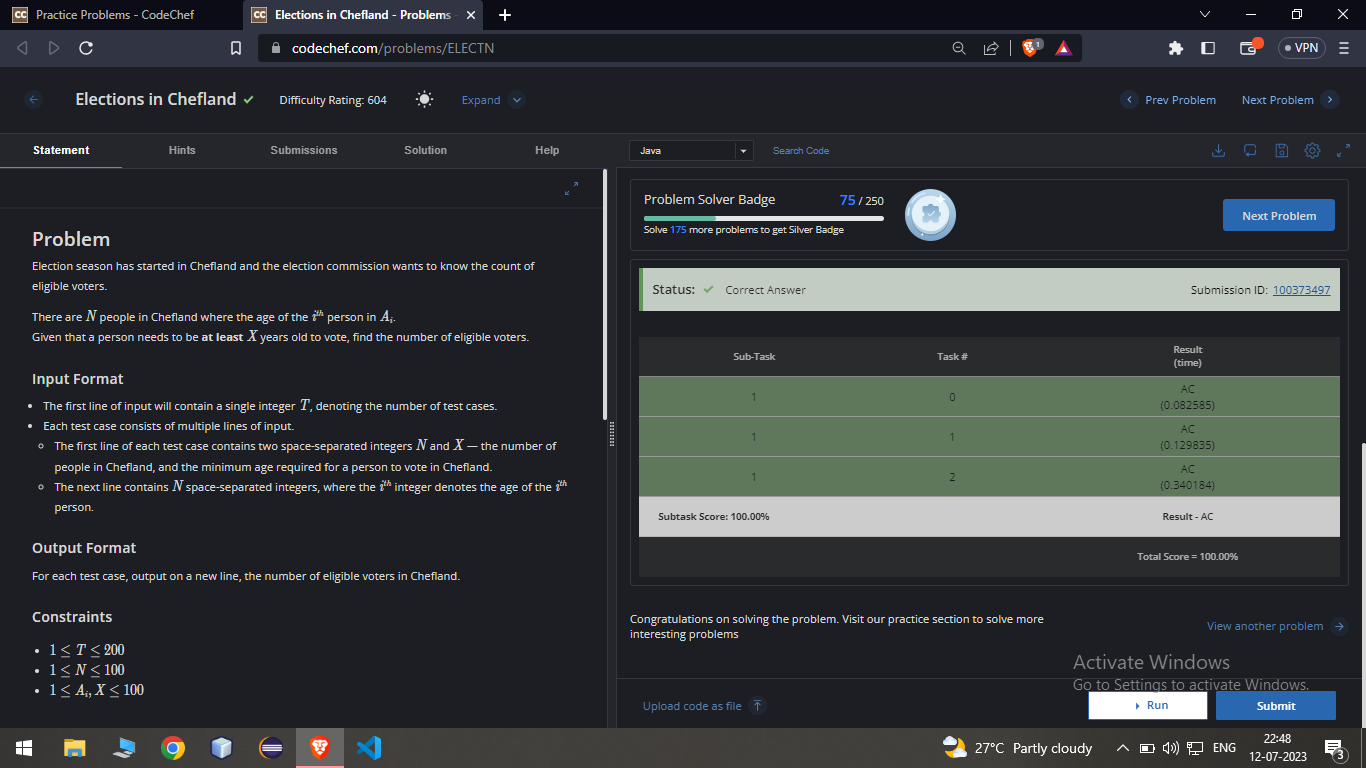 Practice Problems - CodeChef
Elections in Chefland - Problems
codechef.com/problems/ELECTN
1
VPN
Elections in Chefland
Difficulty Rating: 604
Expand
Prev Problem
Next Problem
Statement
Hints
Submissions
Solution
Help
Problem
Election season has started in Chefland and the election commission wants to know the count of
eligible voters.
There are N people in Chefland where the age of the i^th person in A_i.
Given that a person needs to be at least X years old to vote, find the number of eligible voters.
Input Format
• The first line of input will contain a single integer T, denoting the number of test cases.
• Each test case consists of multiple lines of input.
◦ The first line of each test case contains two space-separated integers N and X — the number of
people in Chefland, and the minimum age required for a person to vote in Chefland.
◦ The next line contains N space-separated integers, where the i^th integer denotes the age of the i^th
person.
Output Format
For each test case, output on a new line, the number of eligible voters in Chefland.
Constraints
• 1 ≤ T ≤ 200
• 1 ≤ N ≤ 100
• 1 ≤ A_i, X ≤ 100
Java
Search Code
Problem Solver Badge
75 / 250
Solve 175 more problems to get Silver Badge
Next Problem
Status: ✓ Correct Answer
Submission ID: 100373497
Sub-Task
Task #
Result
(time)
1
0
AC
(0.082585)
1
1
AC
(0.129835)
1
2
AC
(0.340184)
Subtask Score: 100.00%
Result - AC
Total Score = 100.00%
Congratulations on solving the problem. Visit our practice section to solve more
interesting problems
View another problem
Activate Windows
Go to Settings to activate Windows.
Upload code as file
Run
Submit
27°C Partly cloudy
ENG
22:48
12-07-2023
3